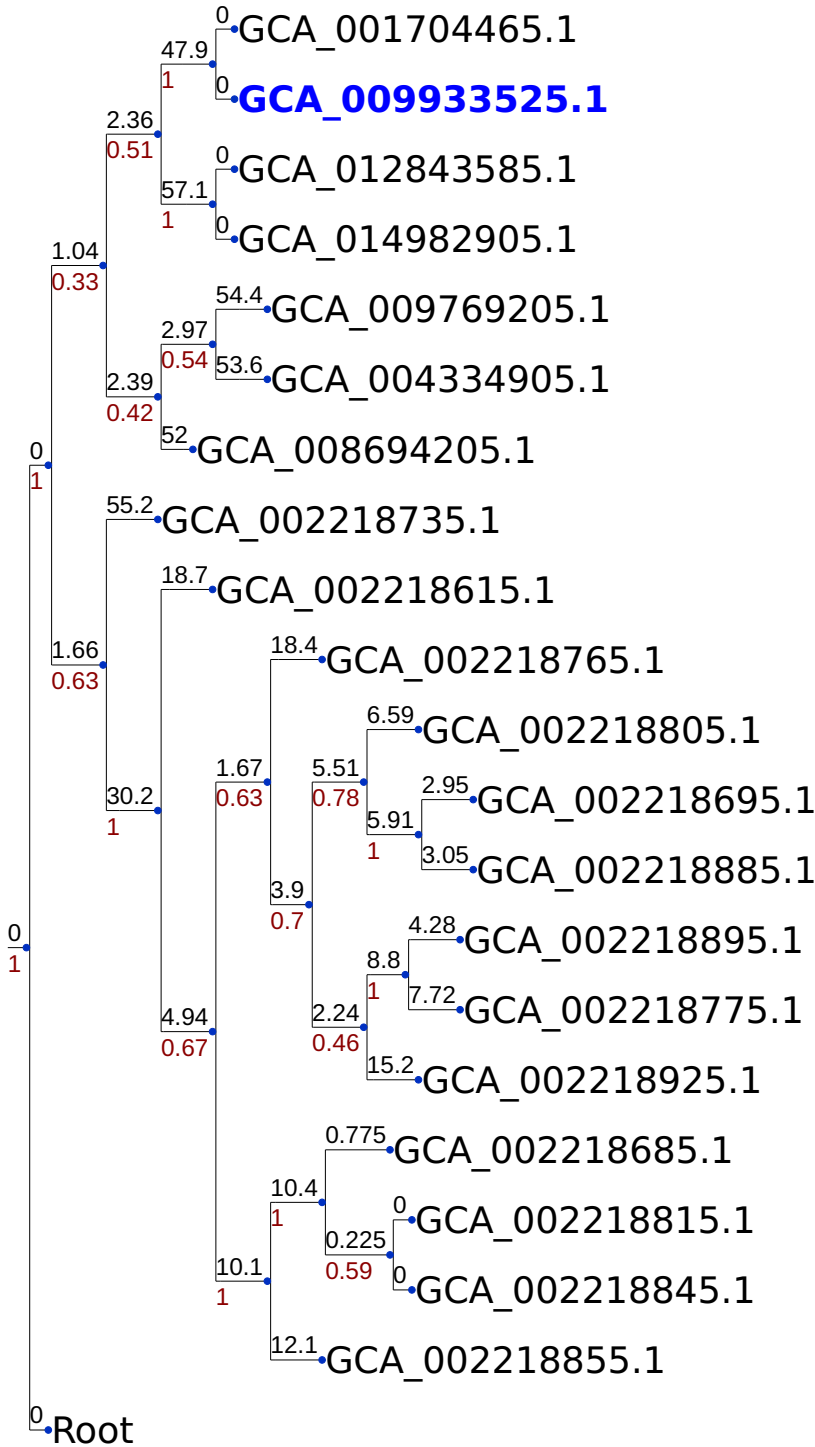 0
GCA_001704465.1
47.9
1
0
GCA_009933525.1
2.36
0.51
0
GCA_012843585.1
57.1
1
0
GCA_014982905.1
1.04
0.33
54.4
GCA_009769205.1
2.97
0.54
53.6
GCA_004334905.1
2.39
0.42
52
GCA_008694205.1
0
1
55.2
GCA_002218735.1
18.7
GCA_002218615.1
1.66
0.63
18.4
GCA_002218765.1
6.59
GCA_002218805.1
1.67
0.63
5.51
0.78
2.95
GCA_002218695.1
30.2
1
5.91
1
3.05
GCA_002218885.1
3.9
0.7
4.28
GCA_002218895.1
0
1
8.8
1
7.72
GCA_002218775.1
4.94
0.67
2.24
0.46
15.2
GCA_002218925.1
0.775
GCA_002218685.1
10.4
1
0
GCA_002218815.1
0.225
0.59
10.1
1
0
GCA_002218845.1
12.1
GCA_002218855.1
0
Root